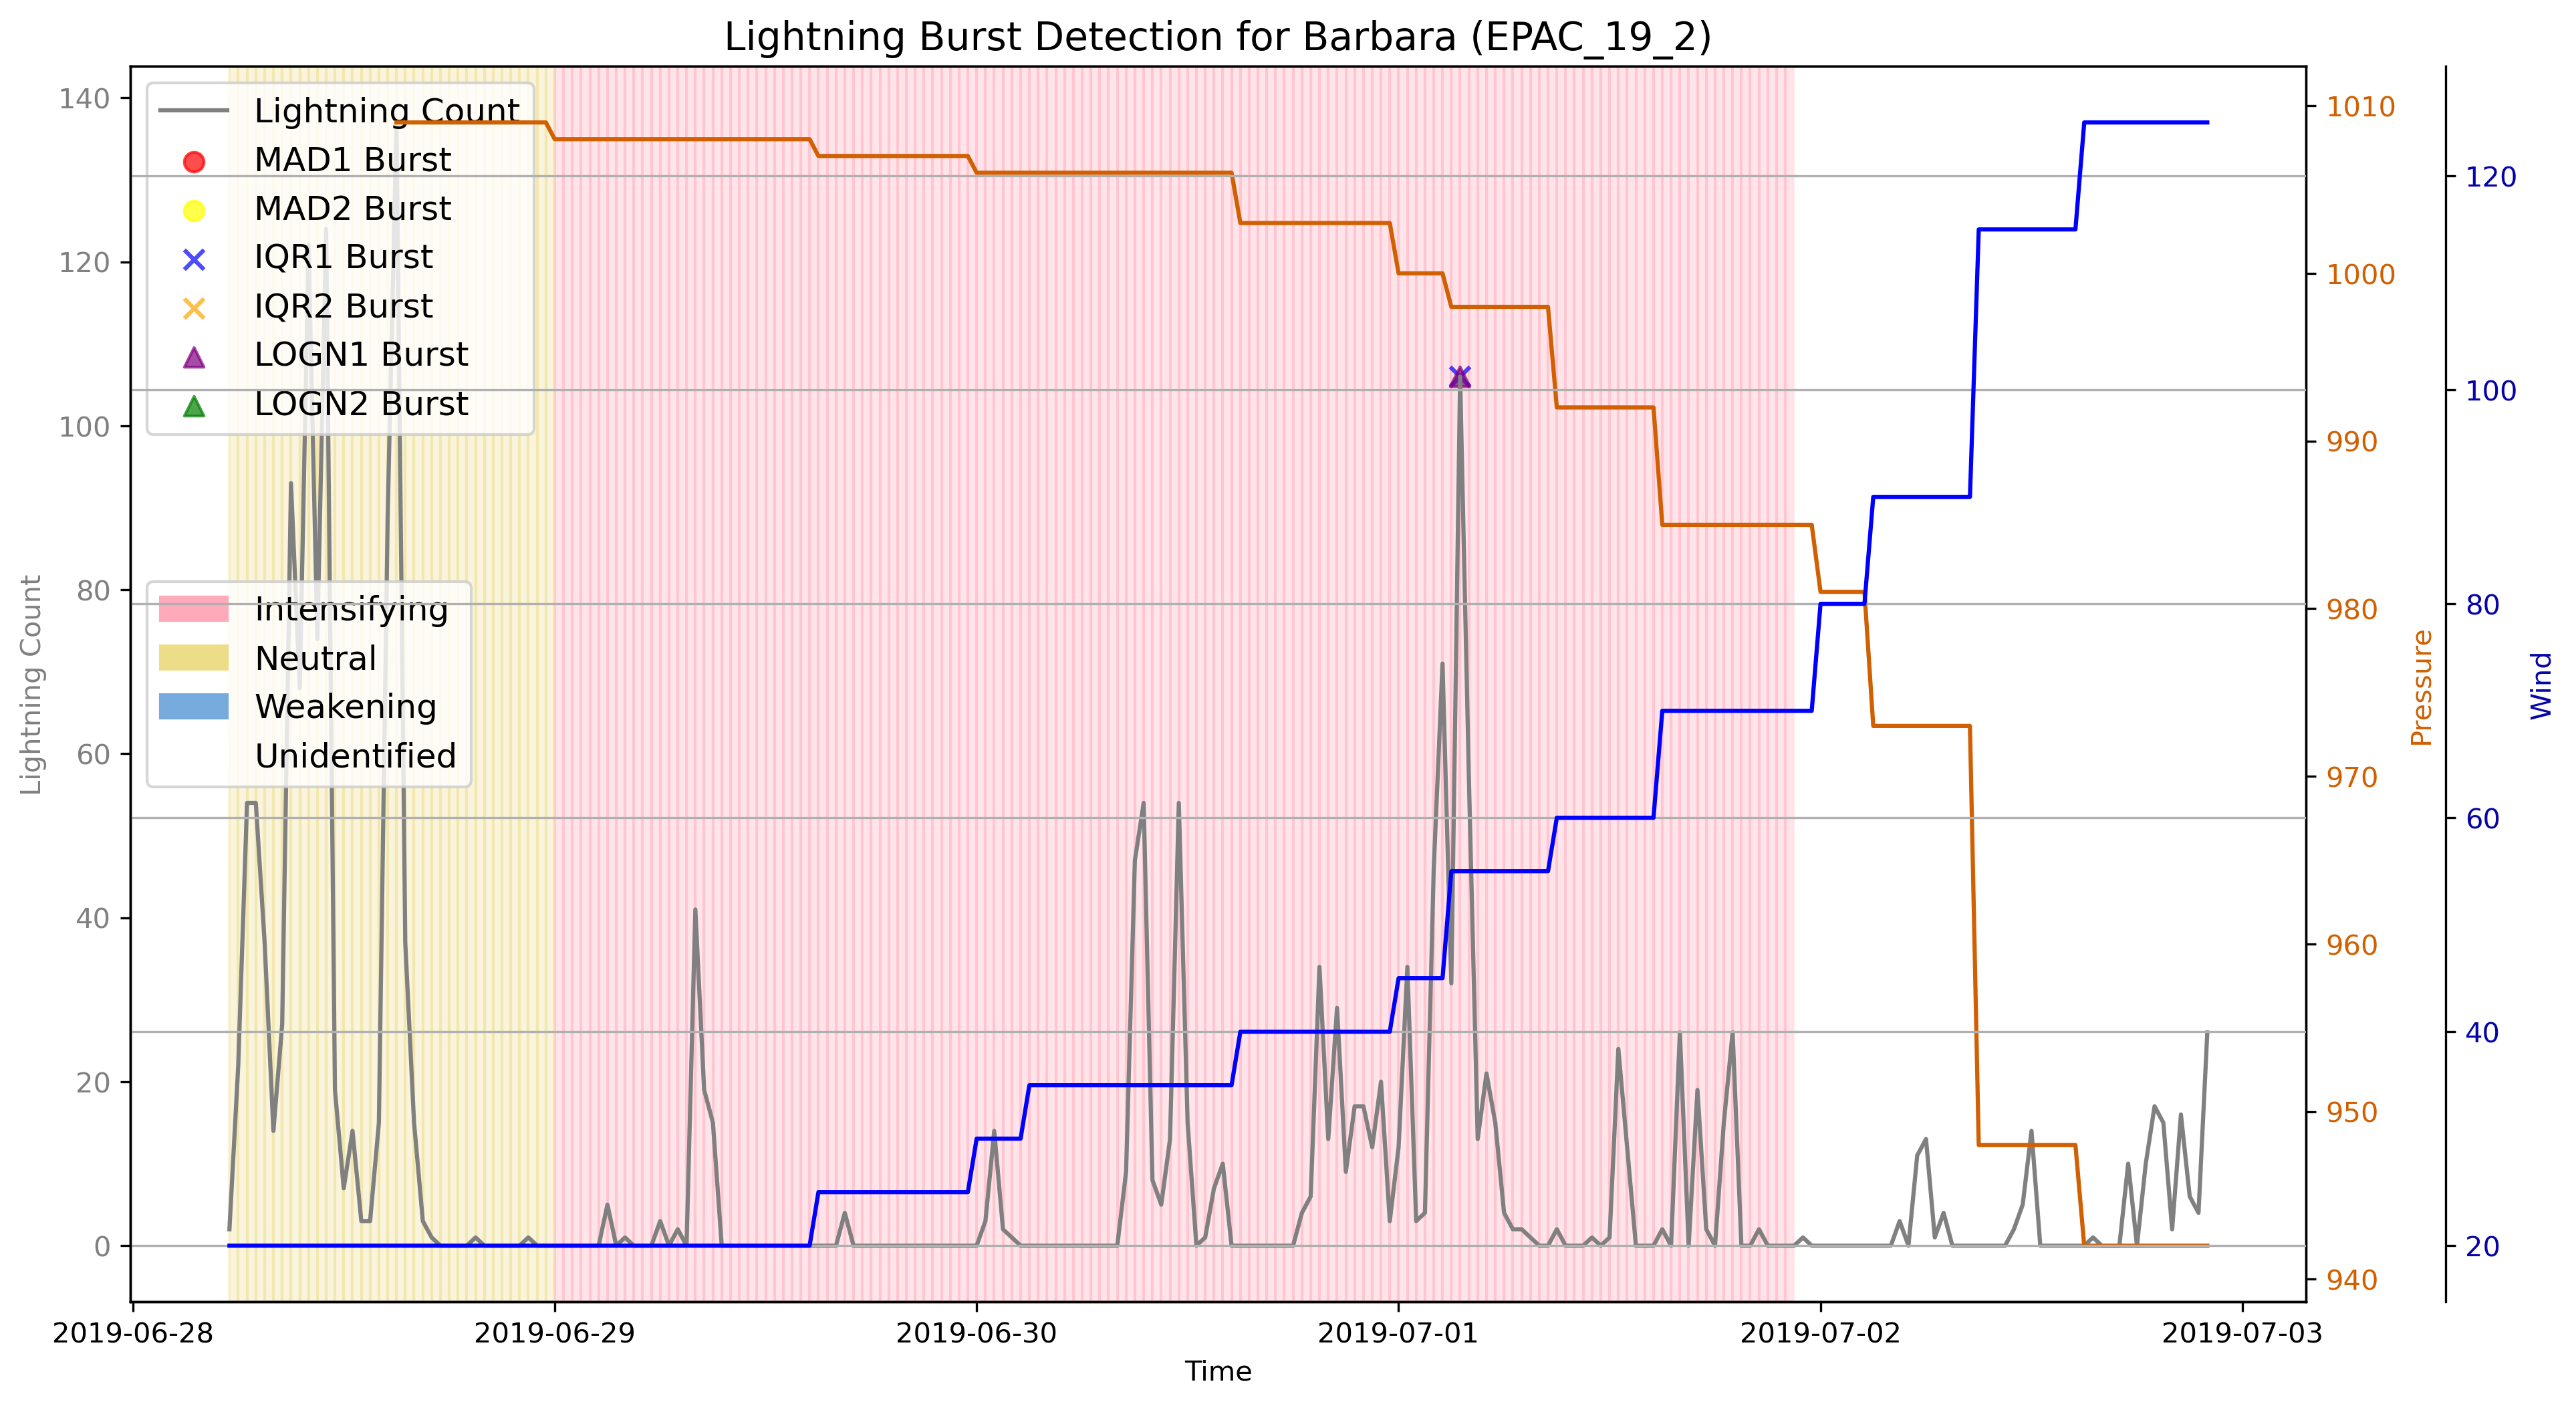 Lightning Burst Detection for Barbara (EPAC_19_2)
Lightning Count
MAD1 Burst
MAD2 Burst
IQR1 Burst
IQR2 Burst
LOGN1 Burst
LOGN2 Burst
Intensifying
Neutral
Weakening
Unidentified
140
120
100
80
60
40
20
0
Lightning Count
1010
1000
990
980
970
960
950
940
Pressure
120
100
80
60
40
20
Wind
2019-06-28
2019-06-29
2019-06-30
2019-07-01
2019-07-02
2019-07-03
Time